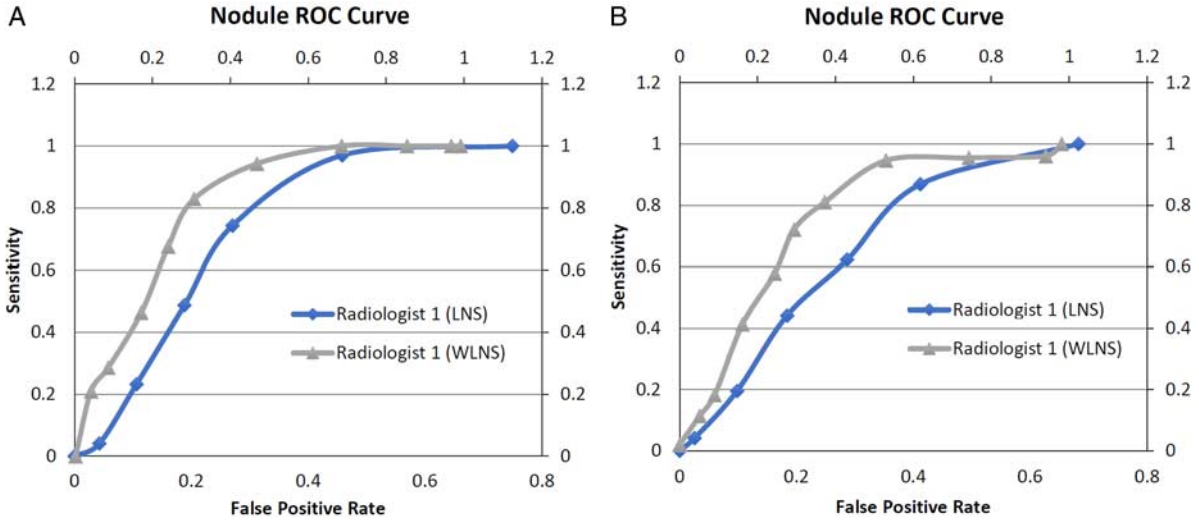 A
Nodule ROC Curve
0 0.2 0.4 0.6 0.8 1 1.2
1.2 1.2
1 1
0.8 0.8
0.6 0.6
0.4 0.4
0.2 0.2
0 0
Sensitivity
Radiologist 1 (LNS)
Radiologist 1 (WLNS)
0 0.2 0.4 0.6 0.8
False Positive Rate
B
Nodule ROC Curve
0 0.2 0.4 0.6 0.8 1 1.2
1.2 1.2
1 1
0.8 0.8
0.6 0.6
0.4 0.4
0.2 0.2
0 0
Sensitivity
Radiologist 1 (LNS)
Radiologist 1 (WLNS)
0 0.2 0.4 0.6 0.8
False Positive Rate